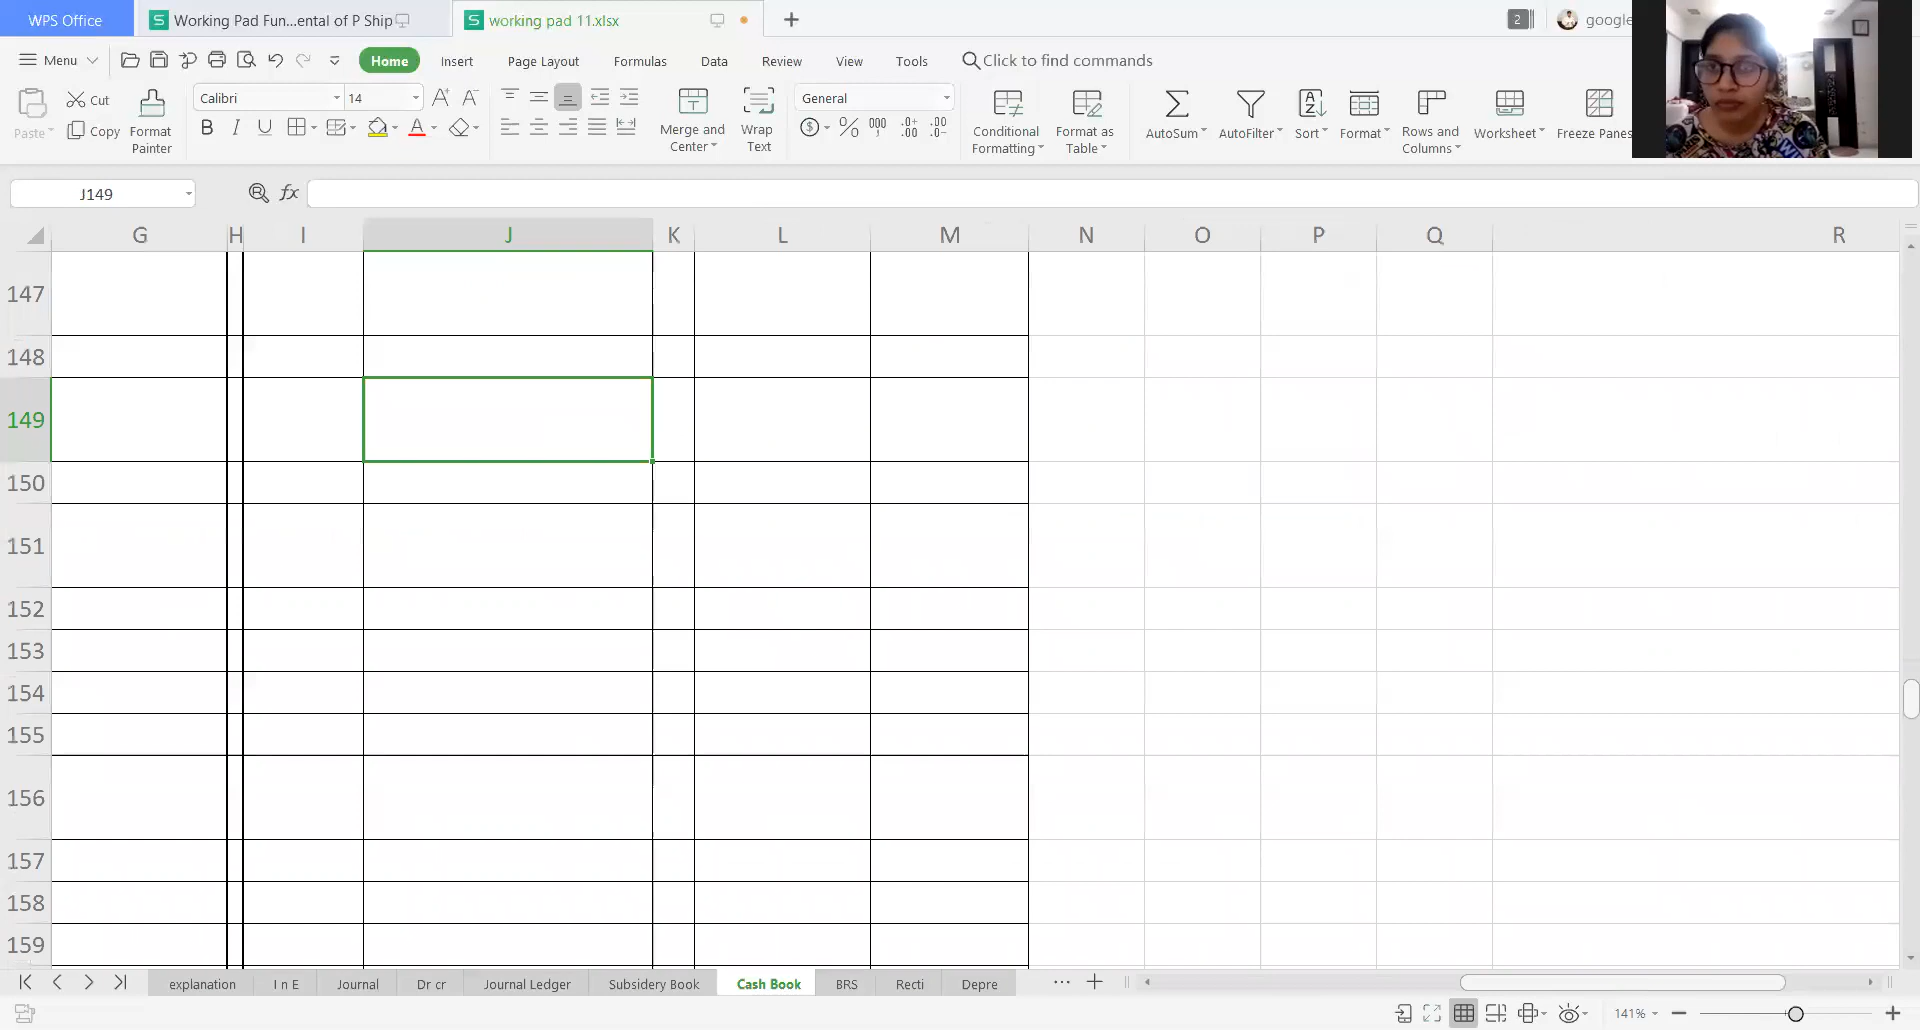 WPS Office
Working Pad Fun...ental of P Ship
working pad 11.xlsx
2
google
Menu
Home
Insert
Page Layout
Formulas
Data
Review
View
Tools
Click to find commands
Paste
Cut
Copy
Format
Painter
Calibri
14
A+
A-
B
I
U
A
Merge and
Center
Wrap
Text
General
Conditional
Formatting
Format as
Table
AutoSum
AutoFilter
Sort
Format
Rows and
Columns
Worksheet
Freeze Panes
J149
fx
G H I J K L M N O P Q R
147
148
149
150
151
152
153
154
155
156
157
158
159
explanation
I n E
Journal
Dr cr
Journal Ledger
Subsidery Book
Cash Book
BRS
Recti
Depre
...
141%